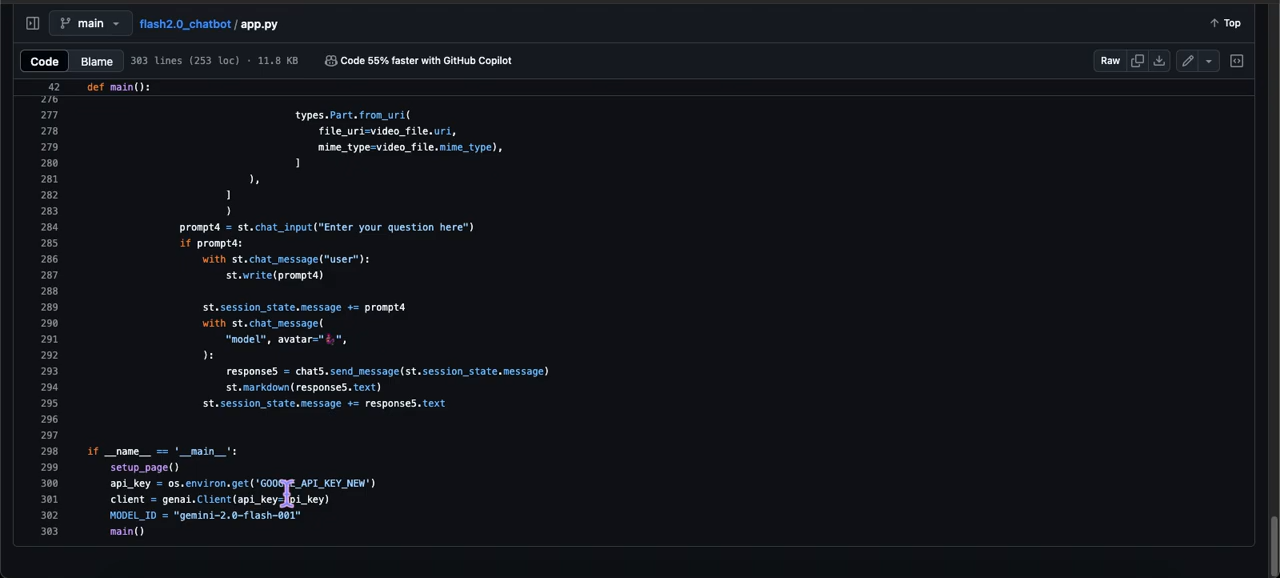 main flash2.0_chatbot / app.py Top
Code Blame 303 lines (253 loc) · 11.8 KB Code 55% faster with GitHub Copilot Raw
42 def main():
276
277 types.Part.from_uri(
278 file_uri=video_file.uri,
279 mime_type=video_file.mime_type),
280 ]
281 ),
282 ]
283 )
284 prompt4 = st.chat_input("Enter your question here")
285 if prompt4:
286 with st.chat_message("user"):
287 st.write(prompt4)
288
289 st.session_state.message += prompt4
290 with st.chat_message(
291 "model", avatar="",
292 ):
293 response5 = chat5.send_message(st.session_state.message)
294 st.markdown(response5.text)
295 st.session_state.message += response5.text
296
297
298 if __name__ == '__main__':
299 setup_page()
300 api_key = os.environ.get('GOOGLE_API_KEY_NEW')
301 client = genai.Client(api_key=api_key)
302 MODEL_ID = "gemini-2.0-flash-001"
303 main()